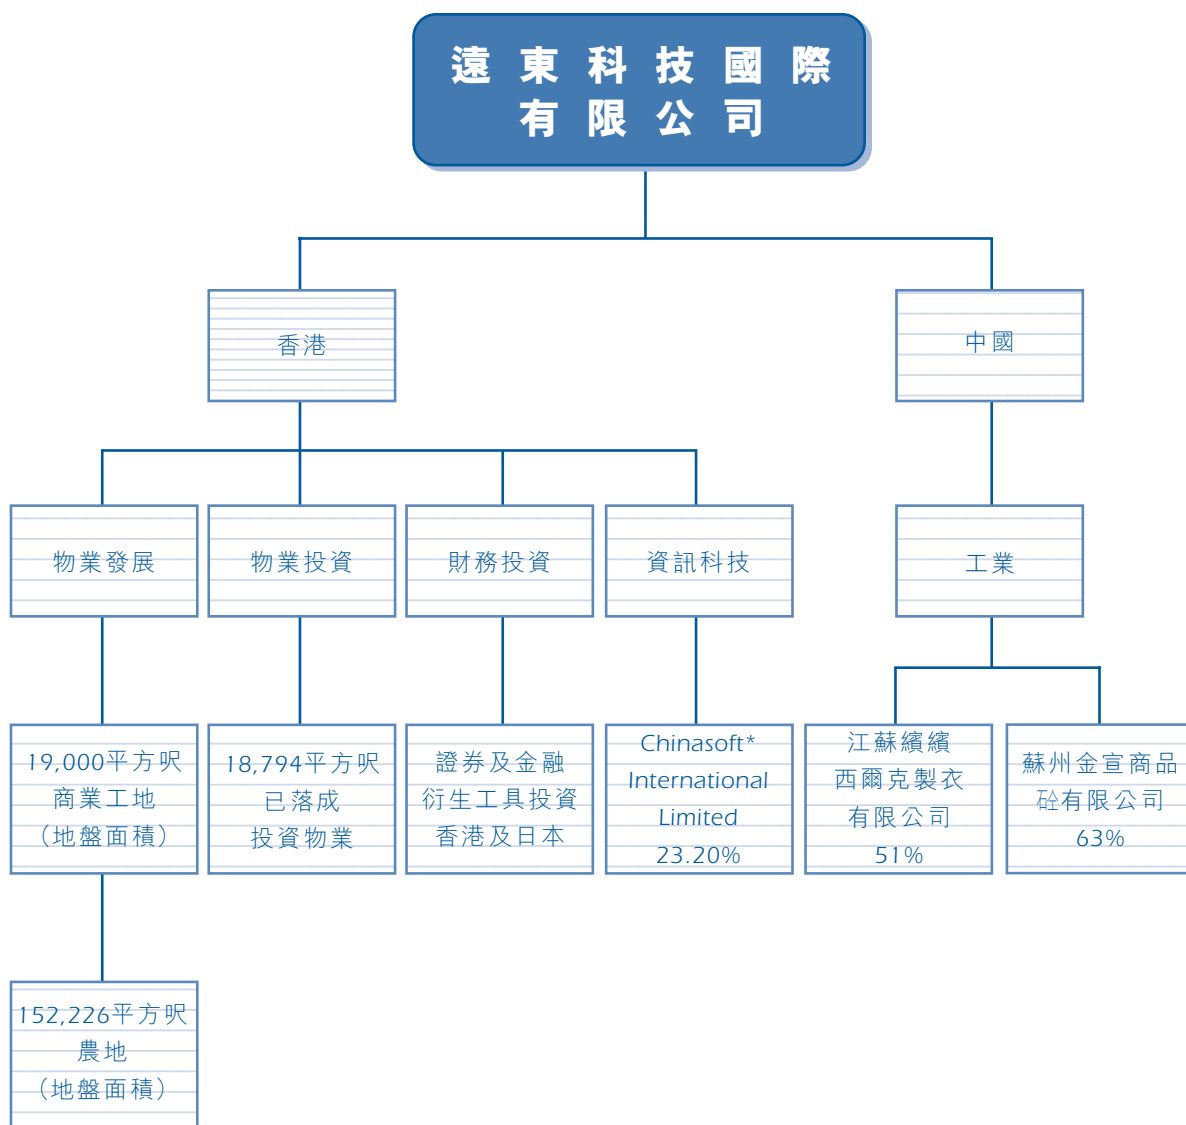 遠東科技國際
有限公司
香港
中國
物業發展
物業投資
財務投資
資訊科技
工業
19,000平方呎
商業工地
（地盤面積）
18,794平方呎
已落成
投資物業
證券及金融
衍生工具投資
香港及日本
Chinasoft*
International
Limited
23.20%
江蘇繽繽
西爾克製衣
有限公司
51%
蘇州金宣商品
砼有限公司
63%
152,226平方呎
農地
（地盤面積）